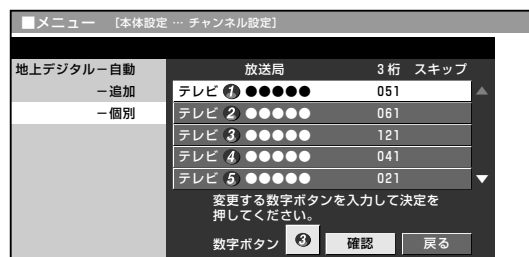 ■メニュー [本体設定 … チャンネル設定]
地上デジタル－自動
－追加
－個別
放送局 3桁 スキップ
テレビ ❶ ●●●●● 051
テレビ ❷ ●●●●● 061
テレビ ❸ ●●●●● 121
テレビ ❹ ●●●●● 041
テレビ ❺ ●●●●● 021
変更する数字ボタンを入力して決定を
押してください。
数字ボタン ❸ 確認 戻る